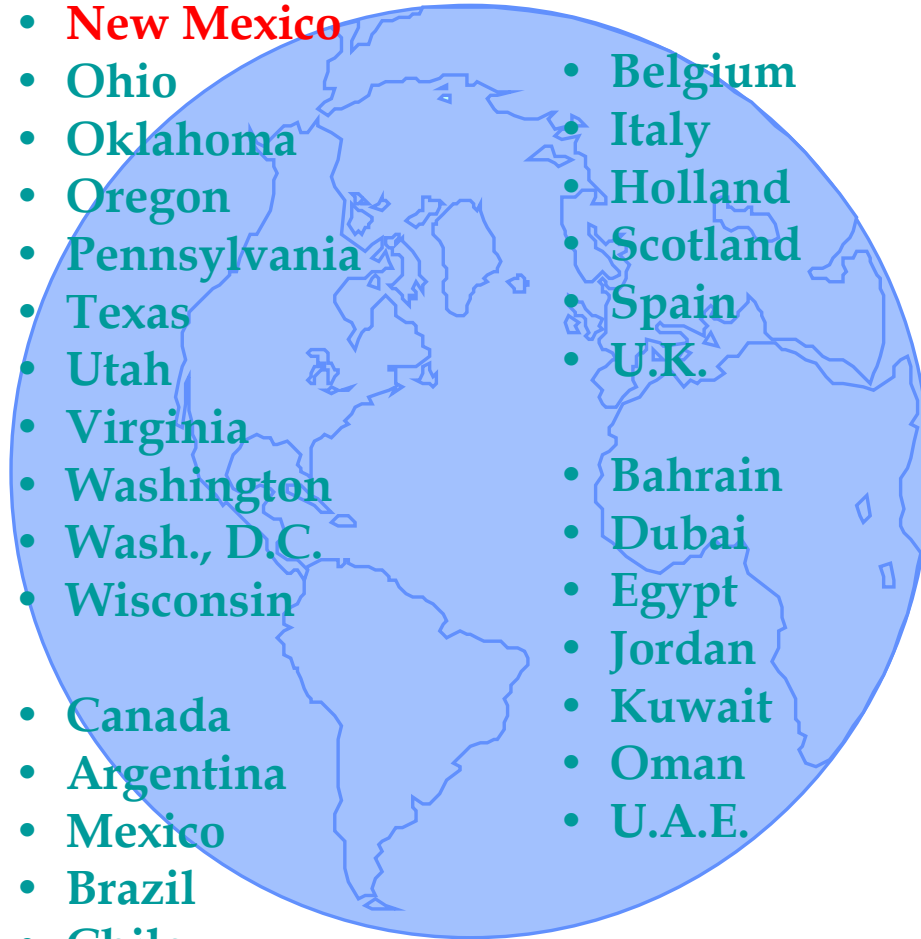 • New Mexico
• Ohio
• Oklahoma
• Oregon
• Pennsylvania
• Texas
• Utah
• Virginia
• Washington
• Wash., D.C.
• Wisconsin
• Canada
• Argentina
• Mexico
• Brazil
• Chile
• Belgium
• Italy
• Holland
• Scotland
• Spain
• U.K.
• Bahrain
• Dubai
• Egypt
• Jordan
• Kuwait
• Oman
• U.A.E.